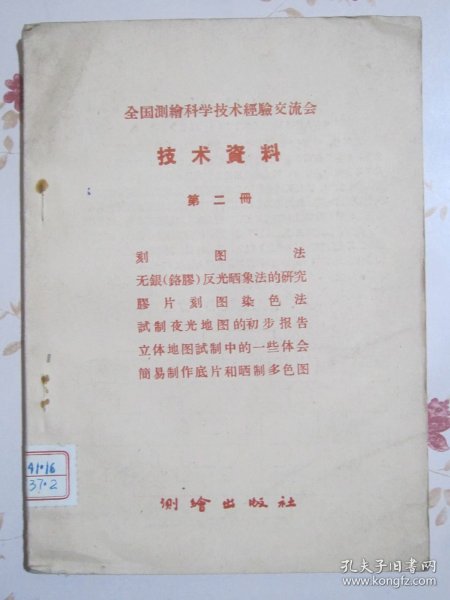 全国測繪科学技术經驗交流会
技术資料
第二冊
刻图法
无銀(鉻膠)反光晒象法的研究
膠片刻图染色法
試制夜光地图的初步报告
立体地图試制中的一些体会
簡易制作底片和晒制多色图
41·16
37·2
測繪出版社
孔夫子旧书网
www.kongfz.com